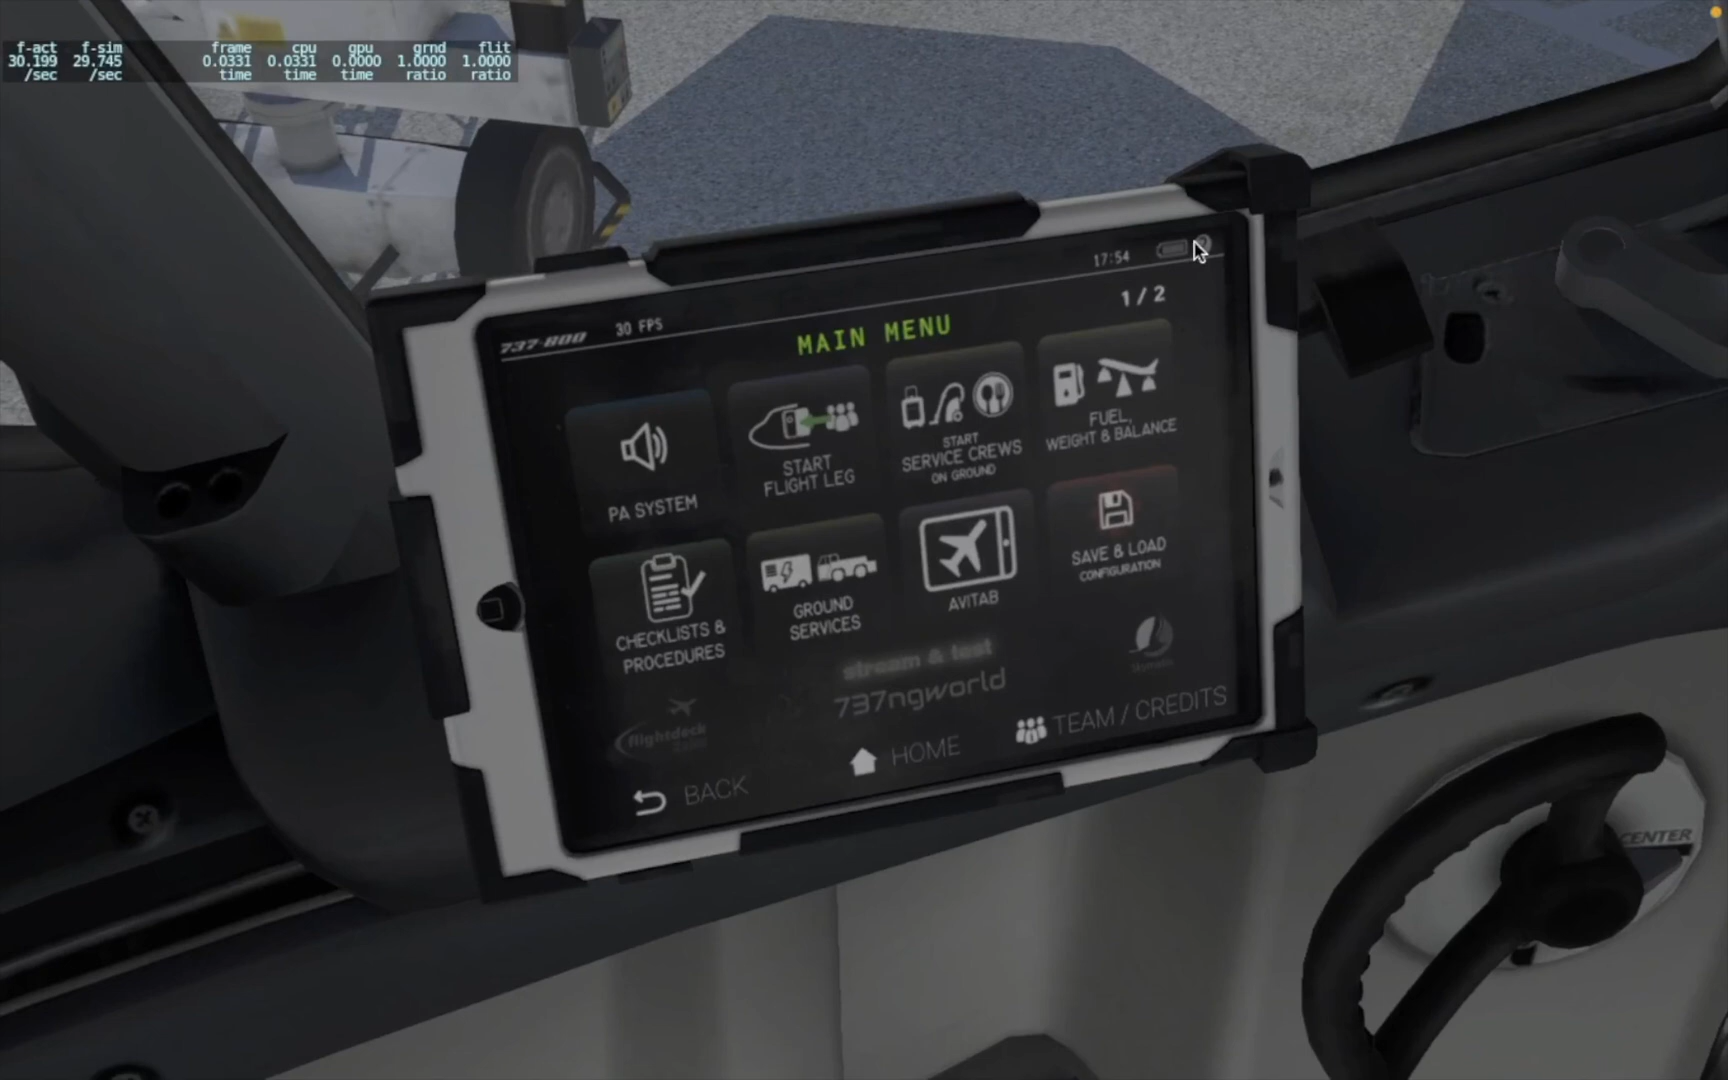 f-act f-sim frame cpu gpu grnd flit
30.199 29.745 0.0331 0.0331 0.0000 1.0000 1.0000
/sec /sec time time time ratio ratio
17:54
737-800 30 FPS
1 / 2
MAIN MENU
PA SYSTEM
START
FLIGHT LEG
START
SERVICE CREWS
ON GROUND
FUEL,
WEIGHT & BALANCE
CHECKLISTS &
PROCEDURES
GROUND
SERVICES
AVITAB
SAVE & LOAD
CONFIGURATION
stream & test
737ngworld
flightdeck
BACK
HOME
TEAM / CREDITS
CENTER